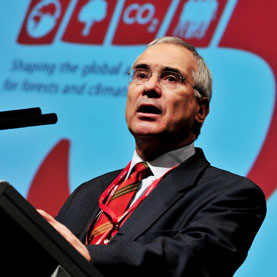 CO2
Shaping the global a
for forests and climat